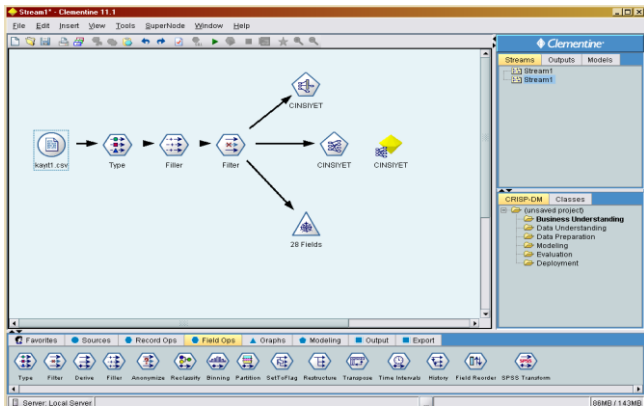 Stream1* - Clementine 11.1
File Edit Insert View Tools SuperNode Window Help
Clementine
Streams Outputs Models
Stream1
Stream1
CINSIYET
kayit1.csv
Type
Filler
Filter
CINSIYET
CINSIYET
28 Fields
CRISP-DM Classes
(unsaved project)
Business Understanding
Data Understanding
Data Preparation
Modeling
Evaluation
Deployment
Favorites Sources Record Ops Field Ops Graphs Modeling Output Export
Type Filter Derive Filler Anonymize Reclassify Binning Partition SetToFlag Restructure Transpose Time Intervals History Field Reorder SPSS Transform
Server: Local Server
86MB / 143MB